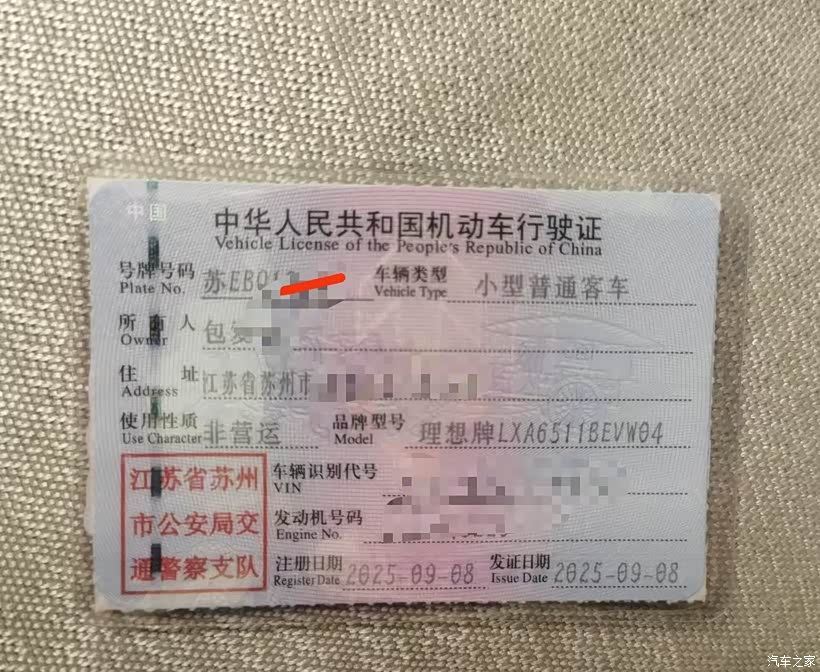 中国
中华人民共和国机动车行驶证
Vehicle License of the People's Republic of China
号牌号码 苏EB 车辆类型 小型普通客车
Plate No. Vehicle Type
所有人 包
Owner
住址 江苏省苏州市
Address
使用性质 非营运 品牌型号 理想牌LXA6511BEVW04
Use Character Model
江苏省苏州 车辆识别代号
VIN
市公安局交 发动机号码
Engine No.
通警察支队 注册日期 2025-09-08 发证日期 2025-09-08
Register Date Issue Date
汽车之家